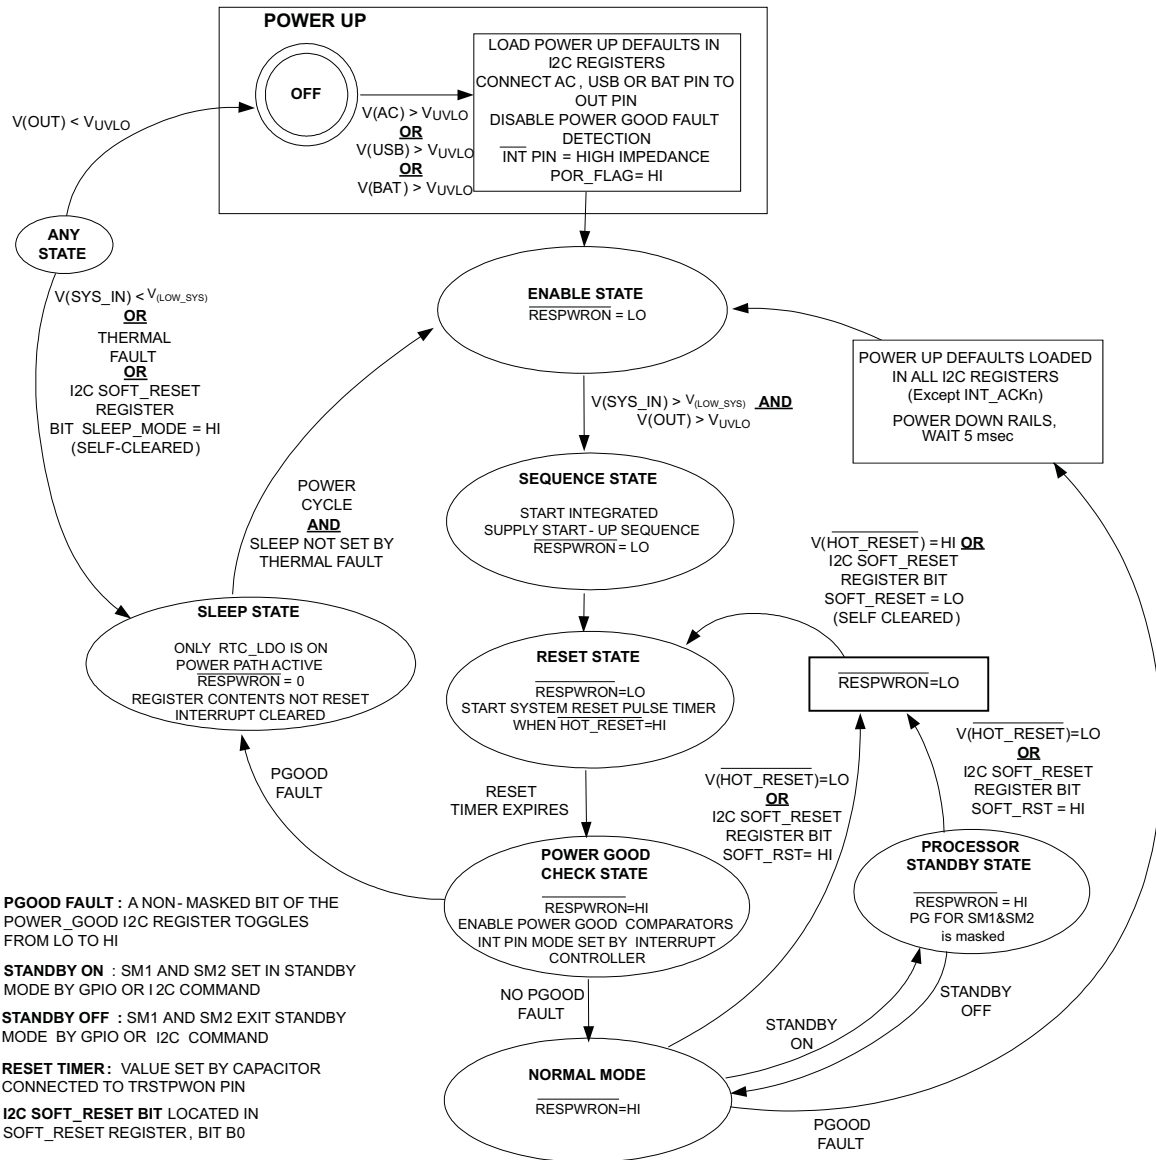 POWER UP
OFF
V(AC) > VUVLO
OR
V(USB) > VUVLO
OR
V(BAT) > VUVLO
LOAD POWER UP DEFAULTS IN
I2C REGISTERS
CONNECT AC, USB OR BAT PIN TO
OUT PIN
DISABLE POWER GOOD FAULT
DETECTION
INT PIN = HIGH IMPEDANCE
POR_FLAG= HI
V(OUT) < VUVLO
ANY
STATE
V(SYS_IN) < V(LOW_SYS)
OR
THERMAL
FAULT
OR
I2C SOFT_RESET
REGISTER
BIT SLEEP_MODE = HI
(SELF-CLEARED)
ENABLE STATE
RESPWRON = LO
V(SYS_IN) > V(LOW_SYS) AND
V(OUT) > VUVLO
POWER UP DEFAULTS LOADED
IN ALL I2C REGISTERS
(Except INT_ACKn)
POWER DOWN RAILS,
WAIT 5 msec
POWER
CYCLE
AND
SLEEP NOT SET BY
THERMAL FAULT
SEQUENCE STATE
START INTEGRATED
SUPPLY START - UP SEQUENCE
RESPWRON = LO
V(HOT_RESET) = HI OR
I2C SOFT_RESET
REGISTER BIT
SOFT_RESET = LO
(SELF CLEARED)
SLEEP STATE
ONLY RTC_LDO IS ON
POWER PATH ACTIVE
RESPWRON = 0
REGISTER CONTENTS NOT RESET
INTERRUPT CLEARED
RESET STATE
RESPWRON=LO
START SYSTEM RESET PULSE TIMER
WHEN HOT_RESET=HI
RESPWRON=LO
PGOOD
FAULT
RESET
TIMER EXPIRES
V(HOT_RESET)=LO
OR
I2C SOFT_RESET
REGISTER BIT
SOFT_RST= HI
V(HOT_RESET)=LO
OR
I2C SOFT_RESET
REGISTER BIT
SOFT_RST = HI
POWER GOOD
CHECK STATE
RESPWRON=HI
ENABLE POWER GOOD COMPARATORS
INT PIN MODE SET BY INTERRUPT
CONTROLLER
PROCESSOR
STANDBY STATE
RESPWRON = HI
PG FOR SM1&SM2
is masked
NO PGOOD
FAULT
STANDBY
ON
STANDBY
OFF
NORMAL MODE
RESPWRON=HI
PGOOD
FAULT
PGOOD FAULT : A NON- MASKED BIT OF THE
POWER_GOOD I2C REGISTER TOGGLES
FROM LO TO HI
STANDBY ON : SM1 AND SM2 SET IN STANDBY
MODE BY GPIO OR I2C COMMAND
STANDBY OFF : SM1 AND SM2 EXIT STANDBY
MODE BY GPIO OR I2C COMMAND
RESET TIMER: VALUE SET BY CAPACITOR
CONNECTED TO TRSTPWON PIN
I2C SOFT_RESET BIT LOCATED IN
SOFT_RESET REGISTER, BIT B0